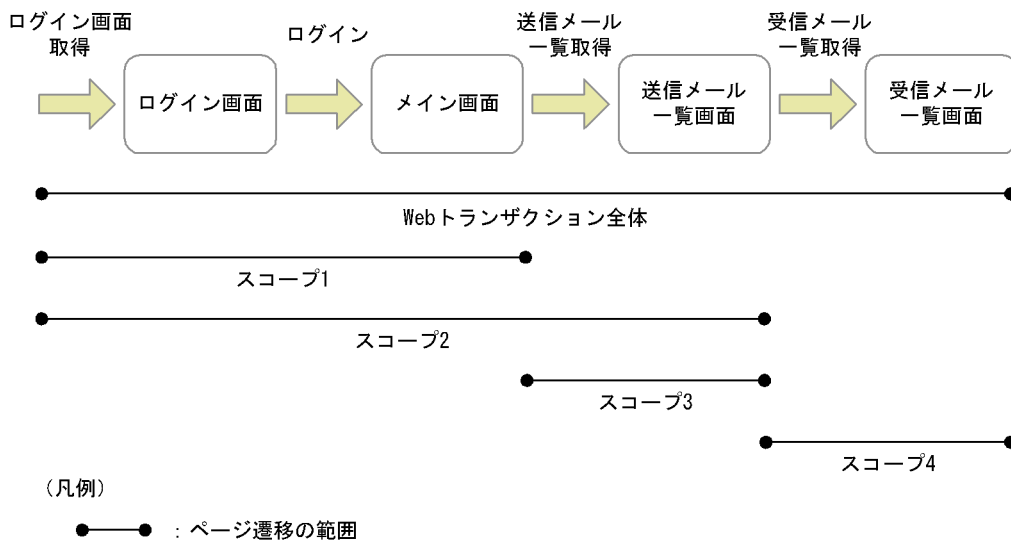 ログイン画面
取得
ログイン
送信メール
一覧取得
受信メール
一覧取得
ログイン画面
メイン画面
送信メール
一覧画面
受信メール
一覧画面
Webトランザクション全体
スコープ1
スコープ2
スコープ3
スコープ4
(凡例)
：ページ遷移の範囲